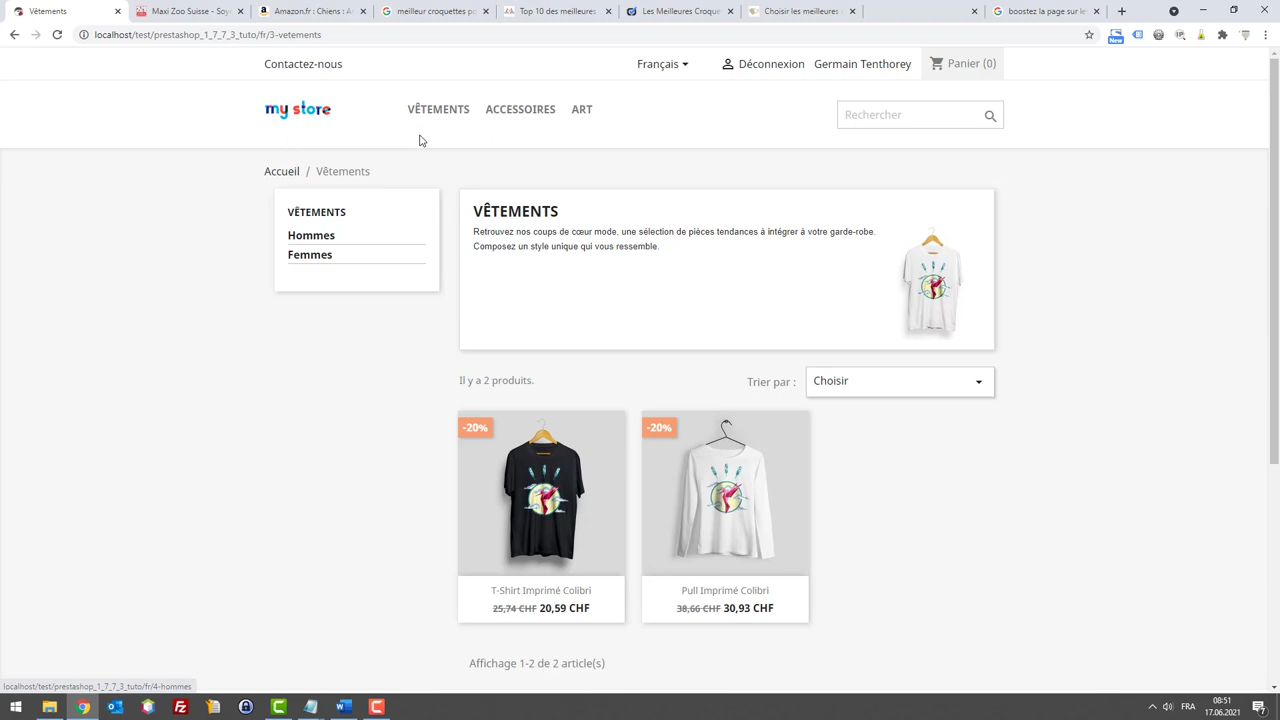 Vêtements
Maxi Zoo Suisse - Soy
Amazon.fr : Chiens : A
meilleur croquettes po
Top 10 des meilleures
Les Meilleures Croque
Choisir les meilleures
boostez la page sur le
localhost/test/prestashop_1_7_7_3_tuto/fr/3-vetements
New
Contactez-nous
Français
Déconnexion
Germain Tenthorey
Panier (0)
my store
VÊTEMENTS
ACCESSOIRES
ART
Rechercher
Accueil / Vêtements
VÊTEMENTS
Hommes
Femmes
VÊTEMENTS
Retrouvez nos coups de cœur mode, une sélection de pièces tendances à intégrer à votre garde-robe.
Composez un style unique qui vous ressemble.
Il y a 2 produits.
Trier par :
Choisir
-20%
-20%
T-Shirt Imprimé Colibri
25,74 CHF 20,59 CHF
Pull Imprimé Colibri
38,66 CHF 30,93 CHF
Affichage 1-2 de 2 article(s)
localhost/test/prestashop_1_7_7_3_tuto/fr/4-hommes
FRA
08:51
17.06.2021